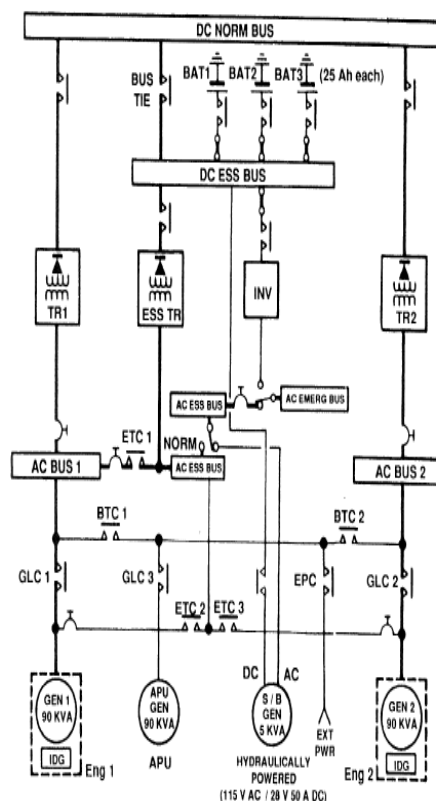 DC NORM BUS
BUS TIE
BAT1 BAT2 BAT3 (25 Ah each)
DC ESS BUS
TR1
ESS TR
INV
TR2
AC ESS BUS
AC EMERG BUS
ETC 1
NORM
AC BUS 1
AC ESS BUS
AC BUS 2
BTC 1
BTC 2
GLC 1
GLC 3
EPC
GLC 2
ETC 2
ETC 3
DC
AC
GEN 1
90 KVA
IDG
Eng 1
APU
GEN
90 KVA
APU
S / B
GEN
5 KVA
HYDRAULICALLY
POWERED
(115 V AC / 28 V 50 A DC)
EXT
PWR
GEN 2
90 KVA
IDG
Eng 2